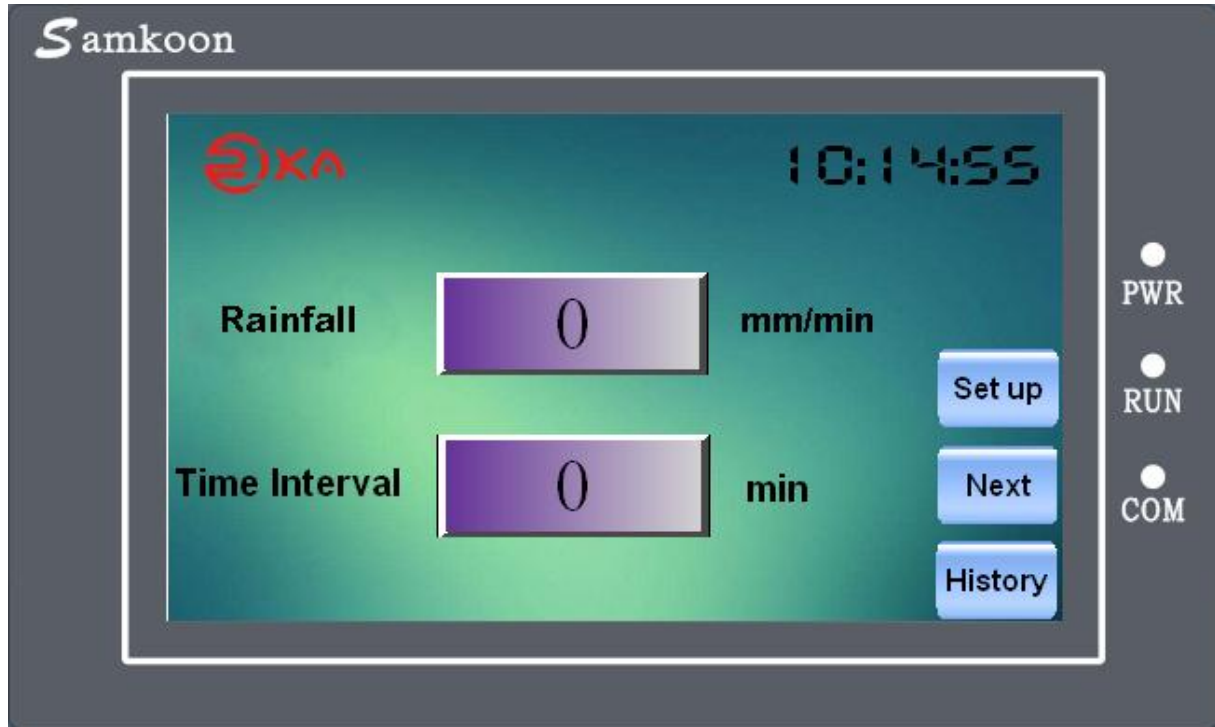 Samkoon
10:14:55
Rainfall 0 mm/min
PWR
Set up
RUN
Time Interval 0 min
Next
COM
History